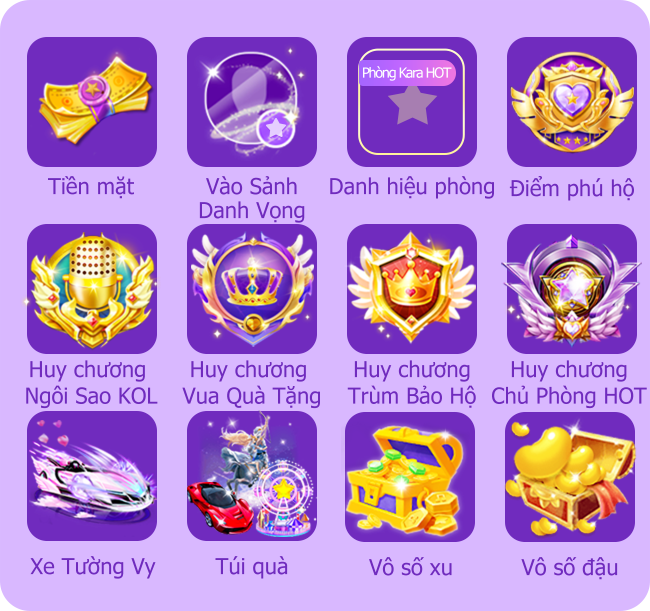 Phòng Kara HOT
Tiền mặt
Vào Sảnh
Danh Vọng
Danh hiệu phòng
Điểm phú hộ
Huy chương
Ngôi Sao KOL
Huy chương
Vua Quà Tặng
Huy chương
Trùm Bảo Hộ
Huy chương
Chủ Phòng HOT
Xe Tường Vy
Túi quà
Vô số xu
Vô số đậu